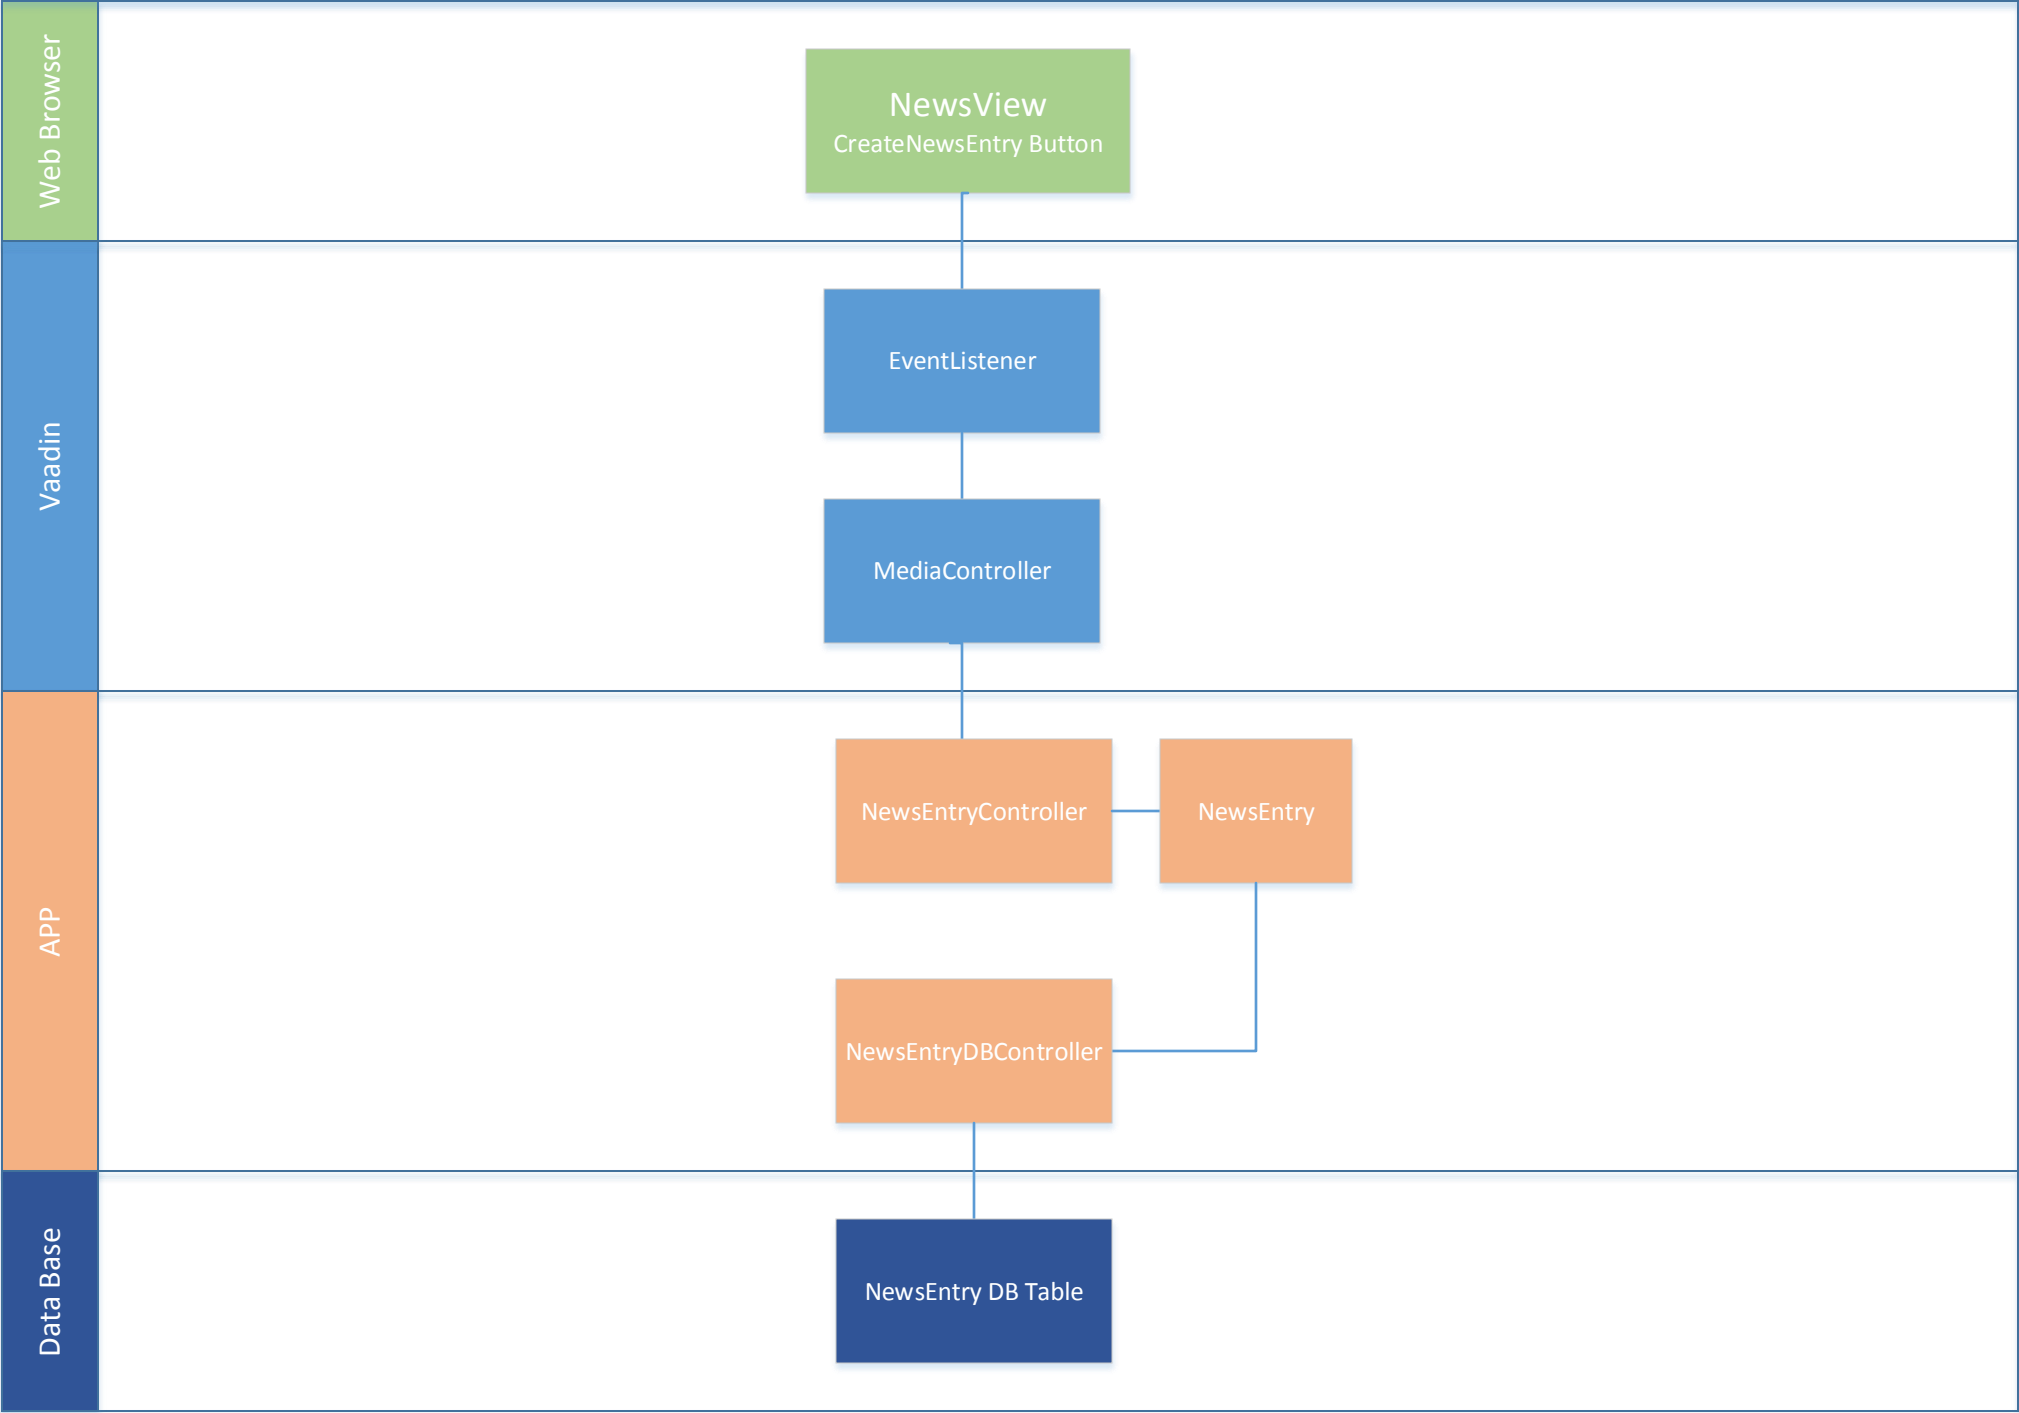 Web Browser
NewsView
CreateNewsEntry Button
Vaadin
EventListener
MediaController
APP
NewsEntryController
NewsEntry
NewsEntryDBController
Data Base
NewsEntry DB Table